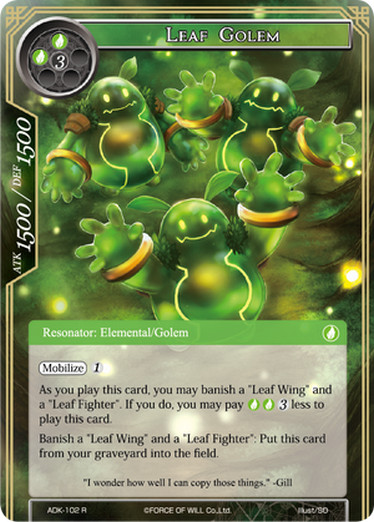 Leaf Golem
3
ATK 1500 / DEF 1500
Resonator: Elemental/Golem
Mobilize 1
As you play this card, you may banish a "Leaf Wing" and
a "Leaf Fighter". If you do, you may pay 3 less to
play this card.
Banish a "Leaf Wing" and a "Leaf Fighter": Put this card
from your graveyard into the field.
"I wonder how well I can copy those things." -Gill
ADK-102 R ©FORCE OF WILL Co.,Ltd. Illust/SD